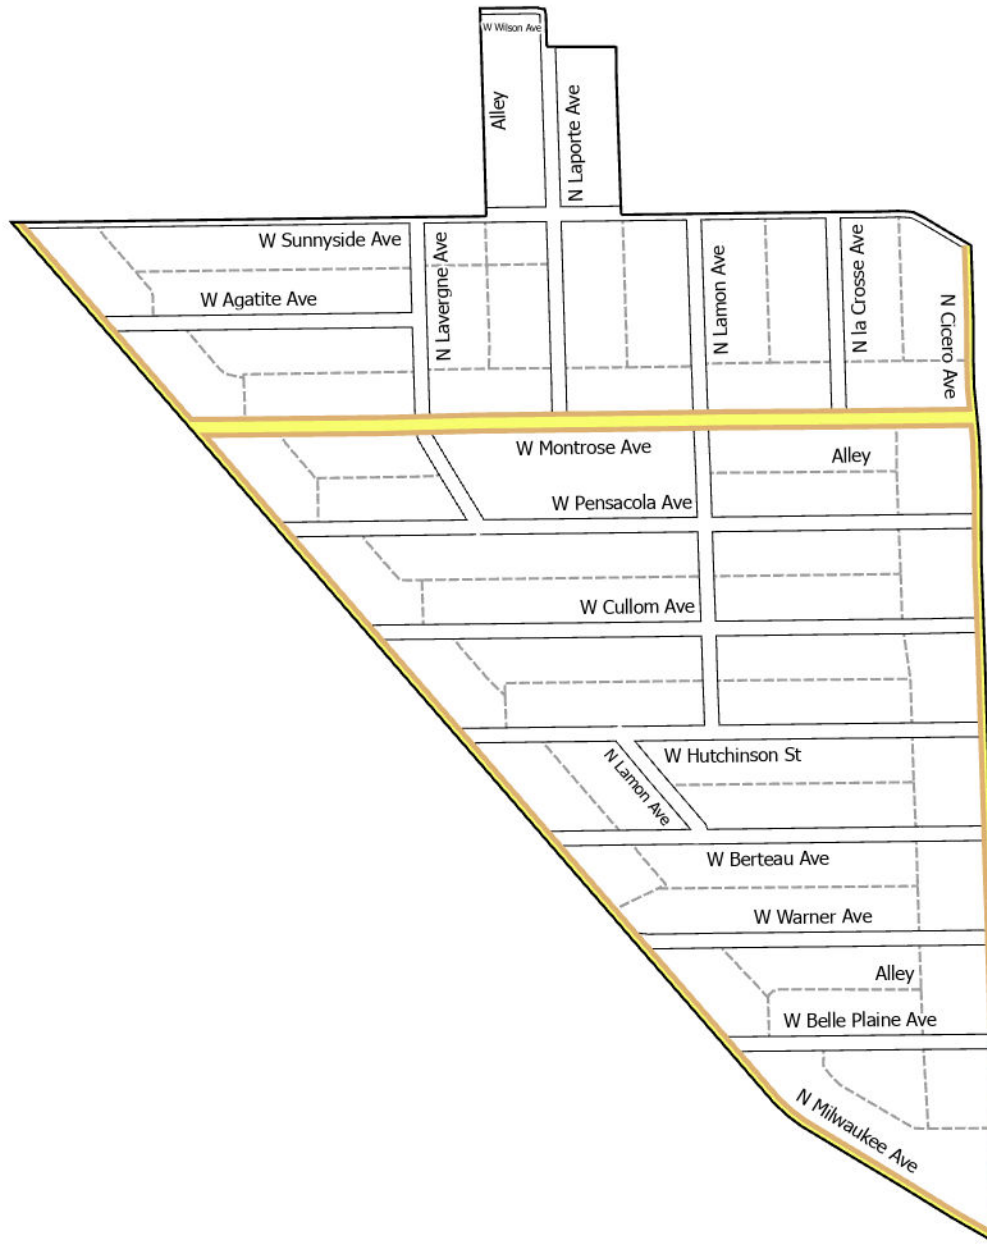 W Wilson Ave
Alley
N Laporte Ave
W Sunnyside Ave
N Lavergne Ave
N Lamon Ave
N la Crosse Ave
W Agatite Ave
N Cicero Ave
W Montrose Ave
Alley
W Pensacola Ave
W Cullom Ave
W Hutchinson St
N Lamon Ave
W Berteau Ave
W Warner Ave
Alley
W Belle Plaine Ave
N Milwaukee Ave